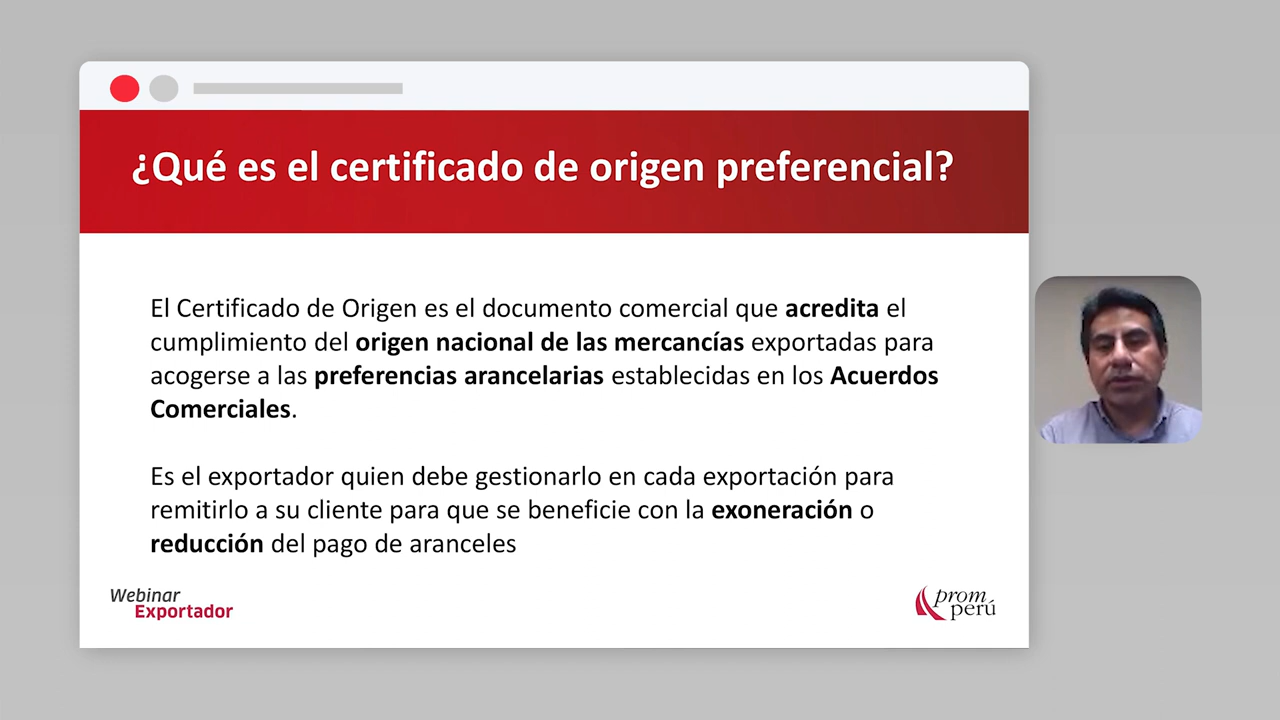 ¿Qué es el certificado de origen preferencial?
El Certificado de Origen es el documento comercial que acredita el
cumplimiento del origen nacional de las mercancías exportadas para
acogerse a las preferencias arancelarias establecidas en los Acuerdos
Comerciales.
Es el exportador quien debe gestionarlo en cada exportación para
remitirlo a su cliente para que se beneficie con la exoneración o
reducción del pago de aranceles
Webinar
Exportador
prom
perú